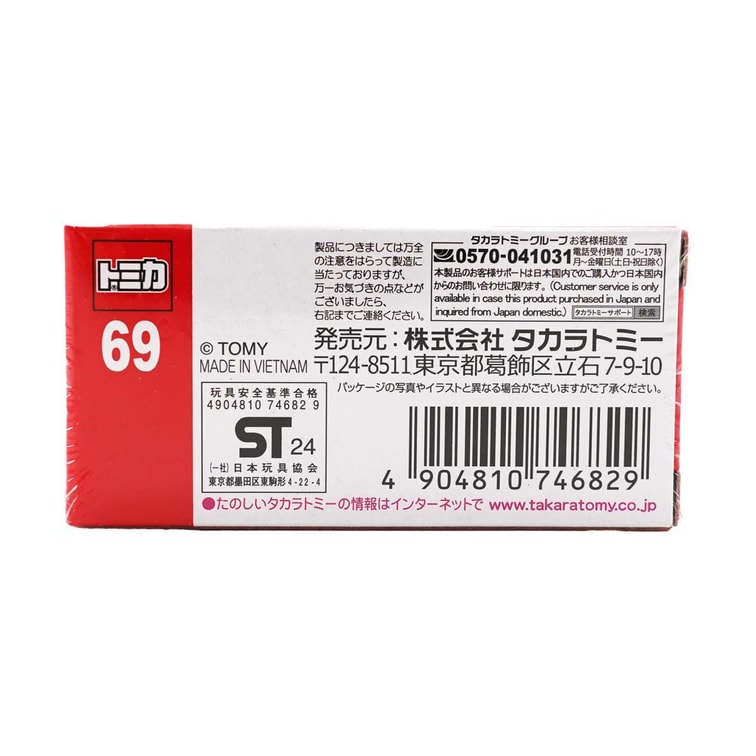 トミカ
®
69
製品につきましては万全
の注意をはらって製造に
当たっておりますが、
万一お気づきの点などが
ございましたら、
右記までご連絡ください。
タカラトミーグループ お客様相談室
0570-041031
電話受付時間 10〜17時
月〜金曜日(土日・祝日除く)
本製品のお客様サポートは日本国内でのご購入かつ日本国内
からのお問い合わせに限ります。(Customer service is only
available in case this product purchased in Japan and
inquired from Japan domestic.) タカラトミーサポート 検索
© TOMY
MADE IN VIETNAM
発売元:株式会社 タカラトミー
〒124-8511 東京都葛飾区立石7-9-10
パッケージの写真やイラストと異なる場合がございますがご了承ください。
玩具安全基準合格
4904810 74682 9
ST 24
(一社)日本玩具協会
東京都墨田区東駒形4-22-4
4 904810 746829
●たのしいタカラトミーの情報はインターネットで www.takaratomy.co.jp